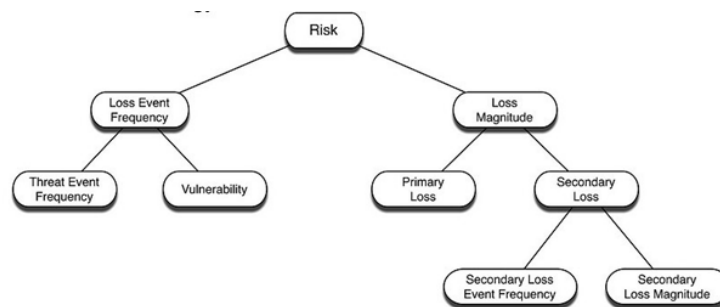 Risk
Loss Event
Frequency
Loss
Magnitude
Threat Event
Frequency
Vulnerability
Primary
Loss
Secondary
Loss
Secondary Loss
Event Frequency
Secondary
Loss Magnitude